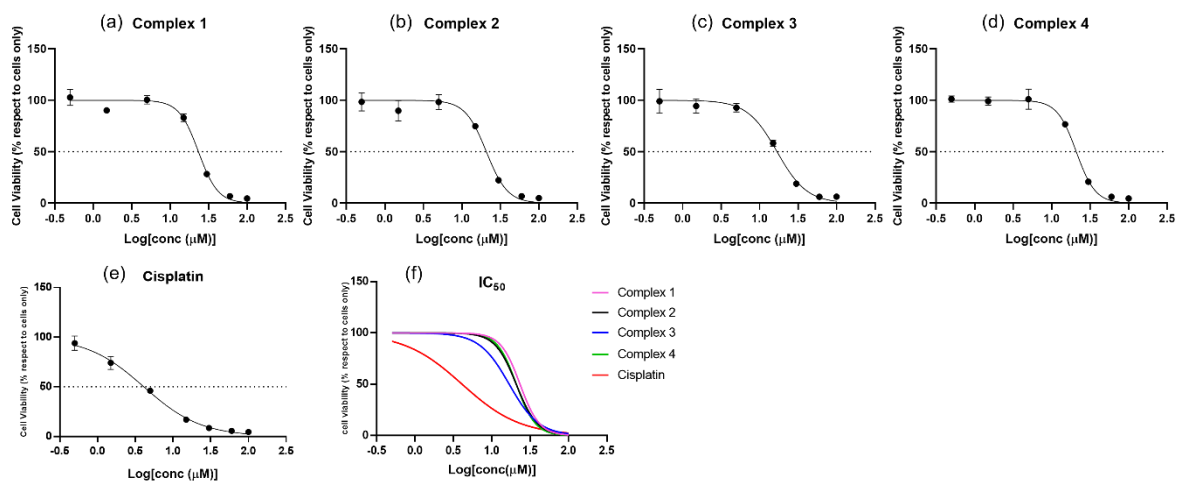 (a) Complex 1
Cell Viability (% respect to cells only)
150
100
50
0
-0.5 0.0 0.5 1.0 1.5 2.0 2.5
Log[conc (μM)]
(b) Complex 2
Cell Viability (% respect to cells only)
150
100
50
0
-0.5 0.0 0.5 1.0 1.5 2.0 2.5
Log[conc (μM)]
(c) Complex 3
Cell Viability (% respect to cells only)
150
100
50
0
-0.5 0.0 0.5 1.0 1.5 2.0 2.5
Log[conc (μM)]
(d) Complex 4
Cell Viability (% respect to cells only)
150
100
50
0
-0.5 0.0 0.5 1.0 1.5 2.0 2.5
Log[conc (μM)]
(e) Cisplatin
Cell Viability (% respect to cells only)
150
100
50
0
-0.5 0.0 0.5 1.0 1.5 2.0 2.5
Log[conc (μM)]
(f) IC50
cell viability (% respect to cells only)
150
100
50
0
-0.5 0.0 0.5 1.0 1.5 2.0 2.5
Log[conc(μM)]
Complex 1
Complex 2
Complex 3
Complex 4
Cisplatin